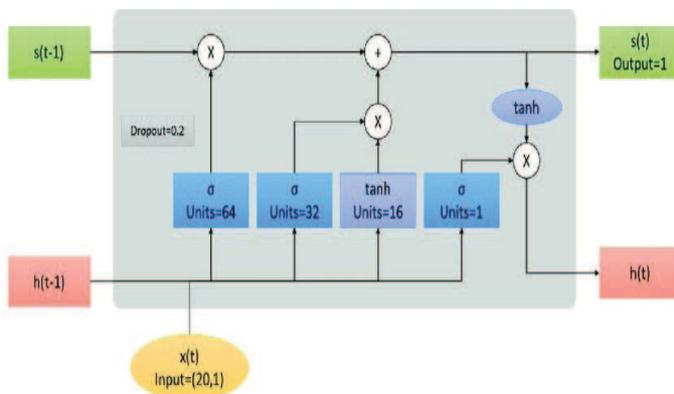 s(t-1)
X
+
s(t)
Output=1
tanh
Dropout=0.2
X
X
σ
Units=64
σ
Units=32
tanh
Units=16
σ
Units=1
h(t-1)
h(t)
x(t)
Input=(20,1)